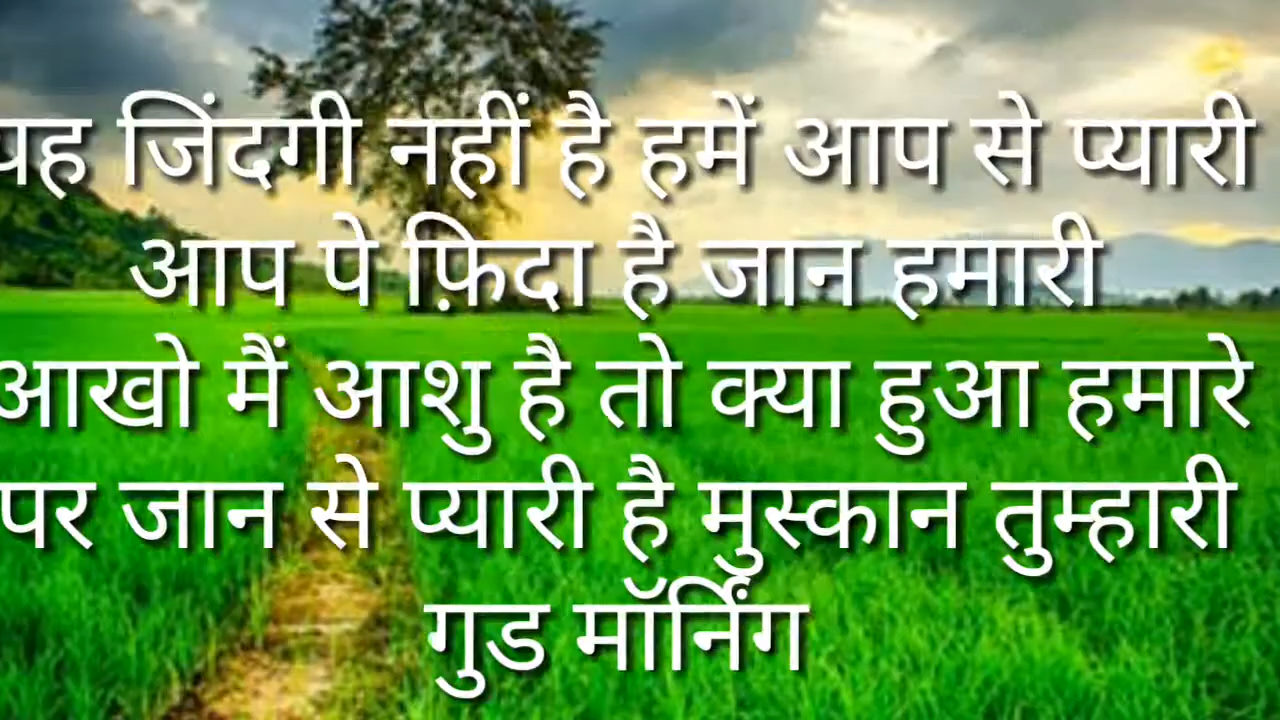 यह जिंदगी नहीं है हमें आप से प्यारी
आप पे फ़िदा है जान हमारी
आखो मैं आशु है तो क्या हुआ हमारे
पर जान से प्यारी है मुस्कान तुम्हारी
गुड मॉर्निंग